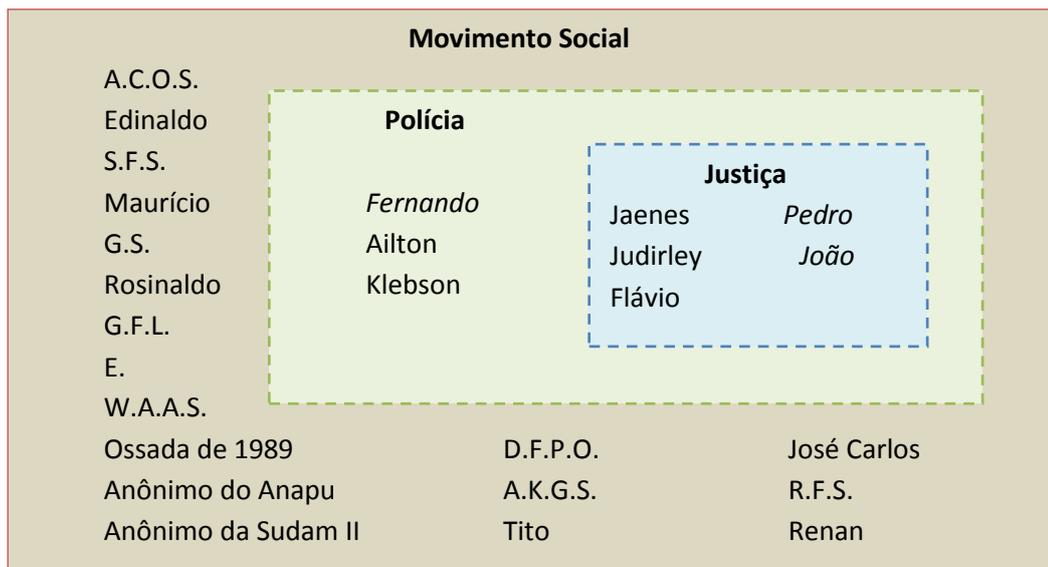 Movimento Social
A.C.O.S.
Edinaldo
S.F.S.
Maurício
G.S.
Rosinaldo
G.F.L.
E.
W.A.A.S.
Polícia
Fernando
Ailton
Klebson
Justiça
Jaenes Pedro
Judirley João
Flávio
Ossada de 1989 D.F.P.O. José Carlos
Anônimo do Anapu A.K.G.S. R.F.S.
Anônimo da Sudam II Tito Renan